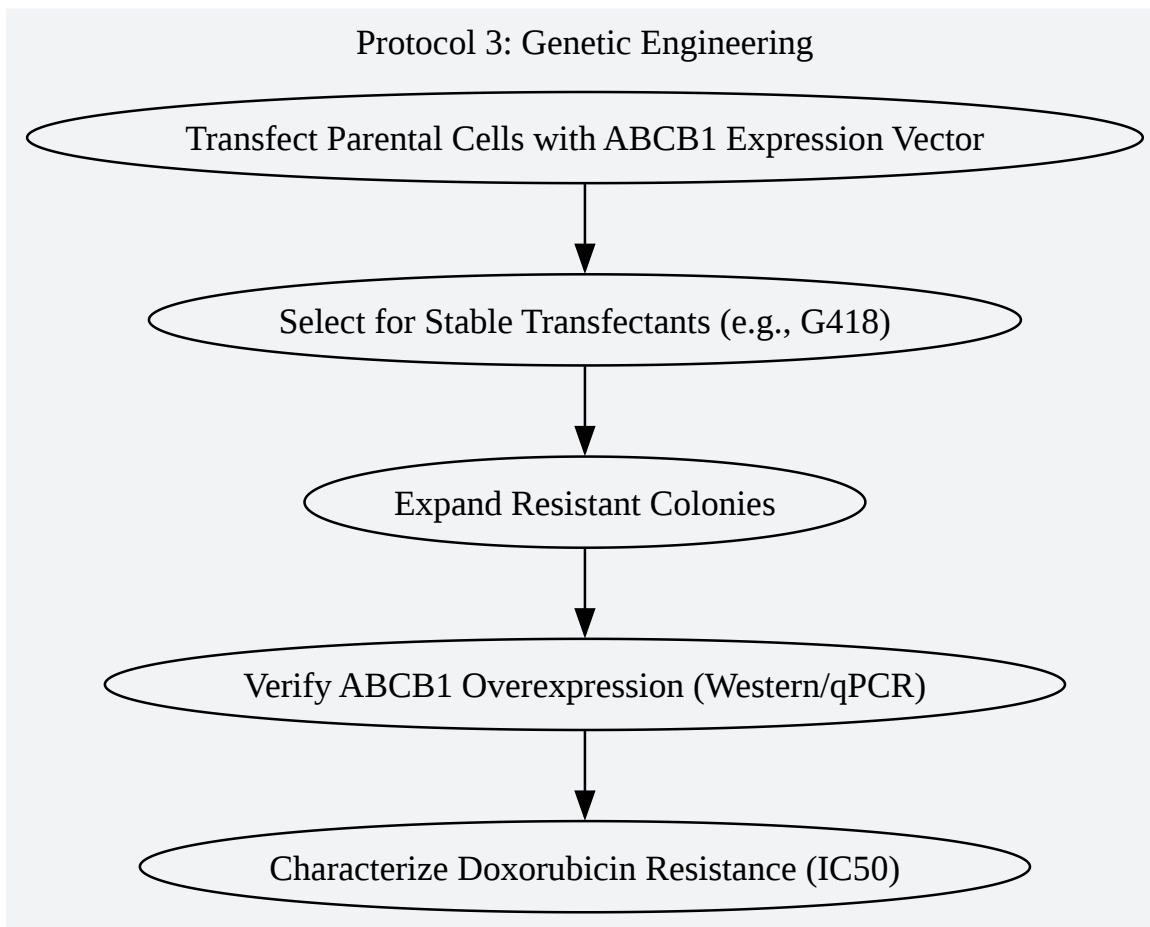 Protocol 3: Genetic Engineering
Transfect Parental Cells with ABCB1 Expression Vector
Select for Stable Transfectants (e.g., G418)
Expand Resistant Colonies
Verify ABCB1 Overexpression (Western/qPCR)
Characterize Doxorubicin Resistance (IC50)